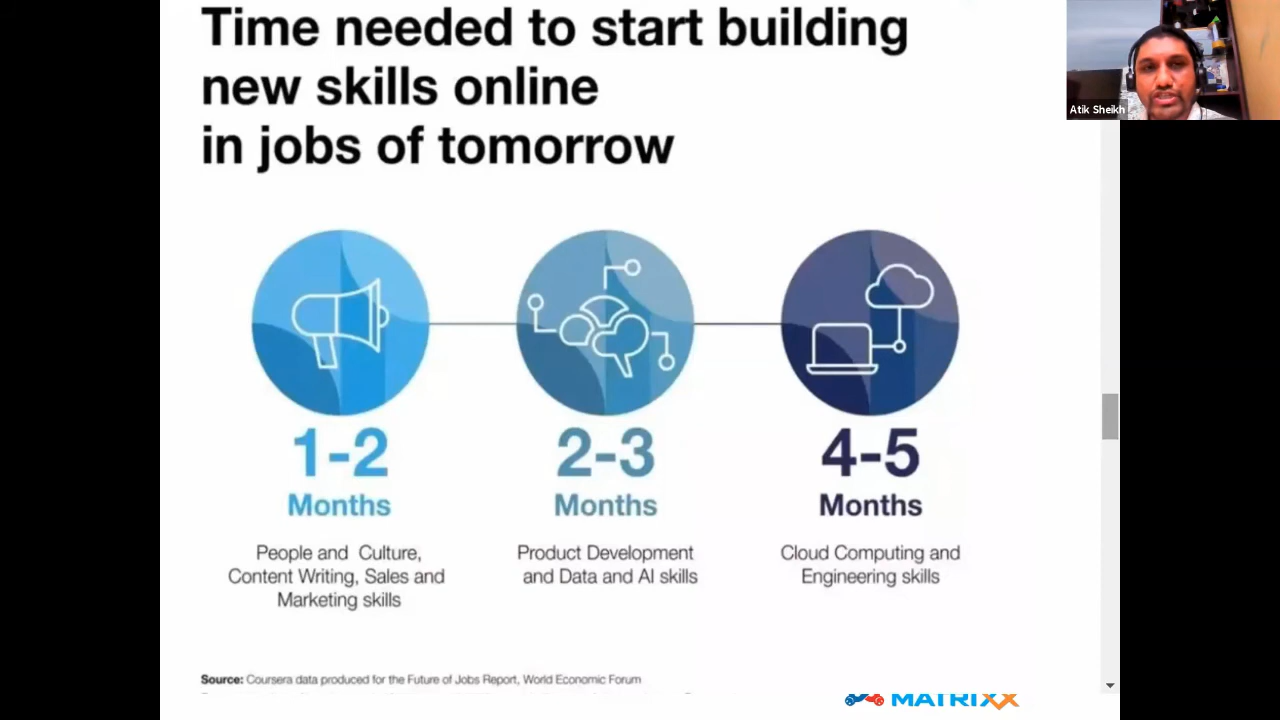 Time needed to start building
new skills online
in jobs of tomorrow
Atik Sheikh
1-2
Months
People and Culture,
Content Writing, Sales and
Marketing skills
2-3
Months
Product Development
and Data and AI skills
4-5
Months
Cloud Computing and
Engineering skills
Source: Coursera data produced for the Future of Jobs Report, World Economic Forum
MATRIXX